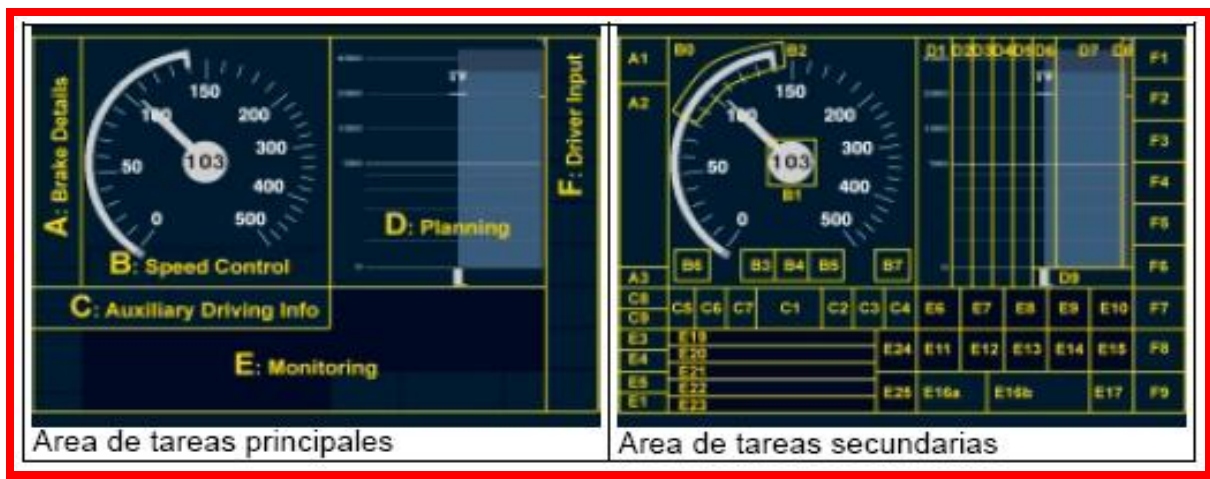 A: Brake Details
150
100
200
50
103
300
400
0
500
B: Speed Control
C: Auxiliary Driving Info
D: Planning
E: Monitoring
F: Driver Input
Area de tareas principales
A1
A2
A3
B0
B2
150
100
200
50
103
300
B1
400
0
500
B6
B3 B4 B5
B7
D1 D2 D3 D4 D5 D6 D7 D8
D9
F1
F2
F3
F4
F5
F6
C8
C9
C5 C6 C7 C1 C2 C3 C4 E6 E7 E8 E9 E10 F7
E3
E4
E19
E20
E21
E24 E11 E12 E13 E14 E15 F8
E5
E1
E22
E23
E25 E16a E16b E17 F9
Area de tareas secundarias